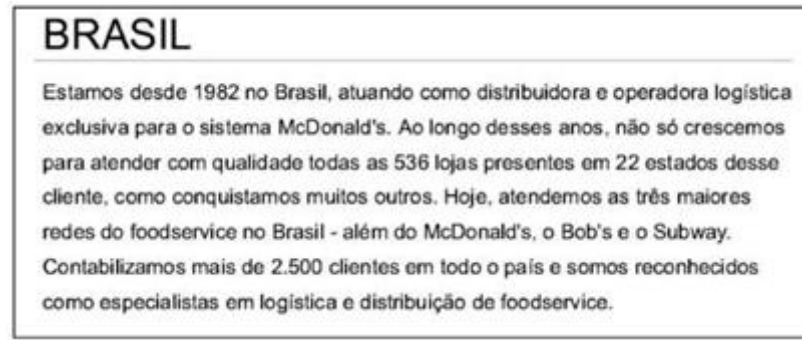 BRASIL
Estamos desde 1982 no Brasil, atuando como distribuidora e operadora logística
exclusiva para o sistema McDonald's. Ao longo desses anos, não só crescemos
para atender com qualidade todas as 536 lojas presentes em 22 estados desse
cliente, como conquistamos muitos outros. Hoje, atendemos as três maiores
redes do foodservice no Brasil - além do McDonald's, o Bob's e o Subway.
Contabilizamos mais de 2.500 clientes em todo o país e somos reconhecidos
como especialistas em logística e distribuição de foodservice.